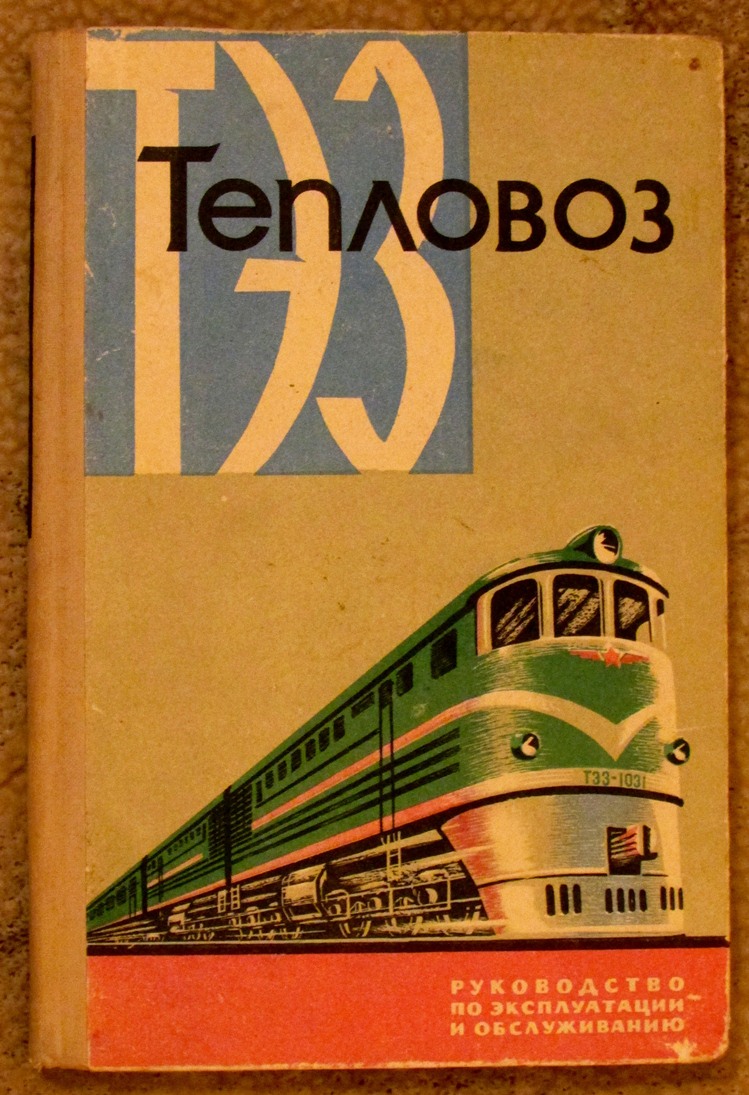 ТЭ3
Тепловоз
ТЭ3-1031
РУКОВОДСТВО
ПО ЭКСПЛУАТАЦИИ
И ОБСЛУЖИВАНИЮ